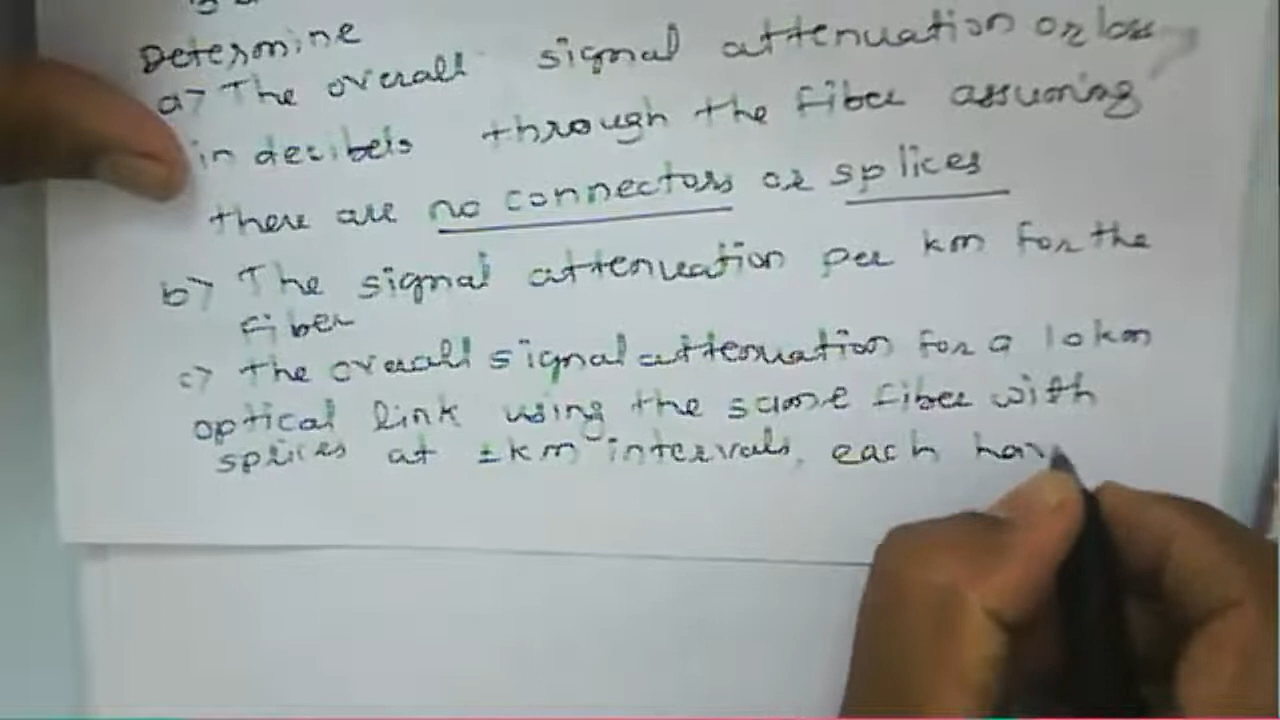 Determine
a) The overall signal attenuation or loss
in decibels through the fiber assuming
there are no connectors or splices
b) The signal attenuation per km for the
fiber
c) The overall signal attenuation for a 10km
optical link using the same fiber with
splices at 1km intervals, each hav